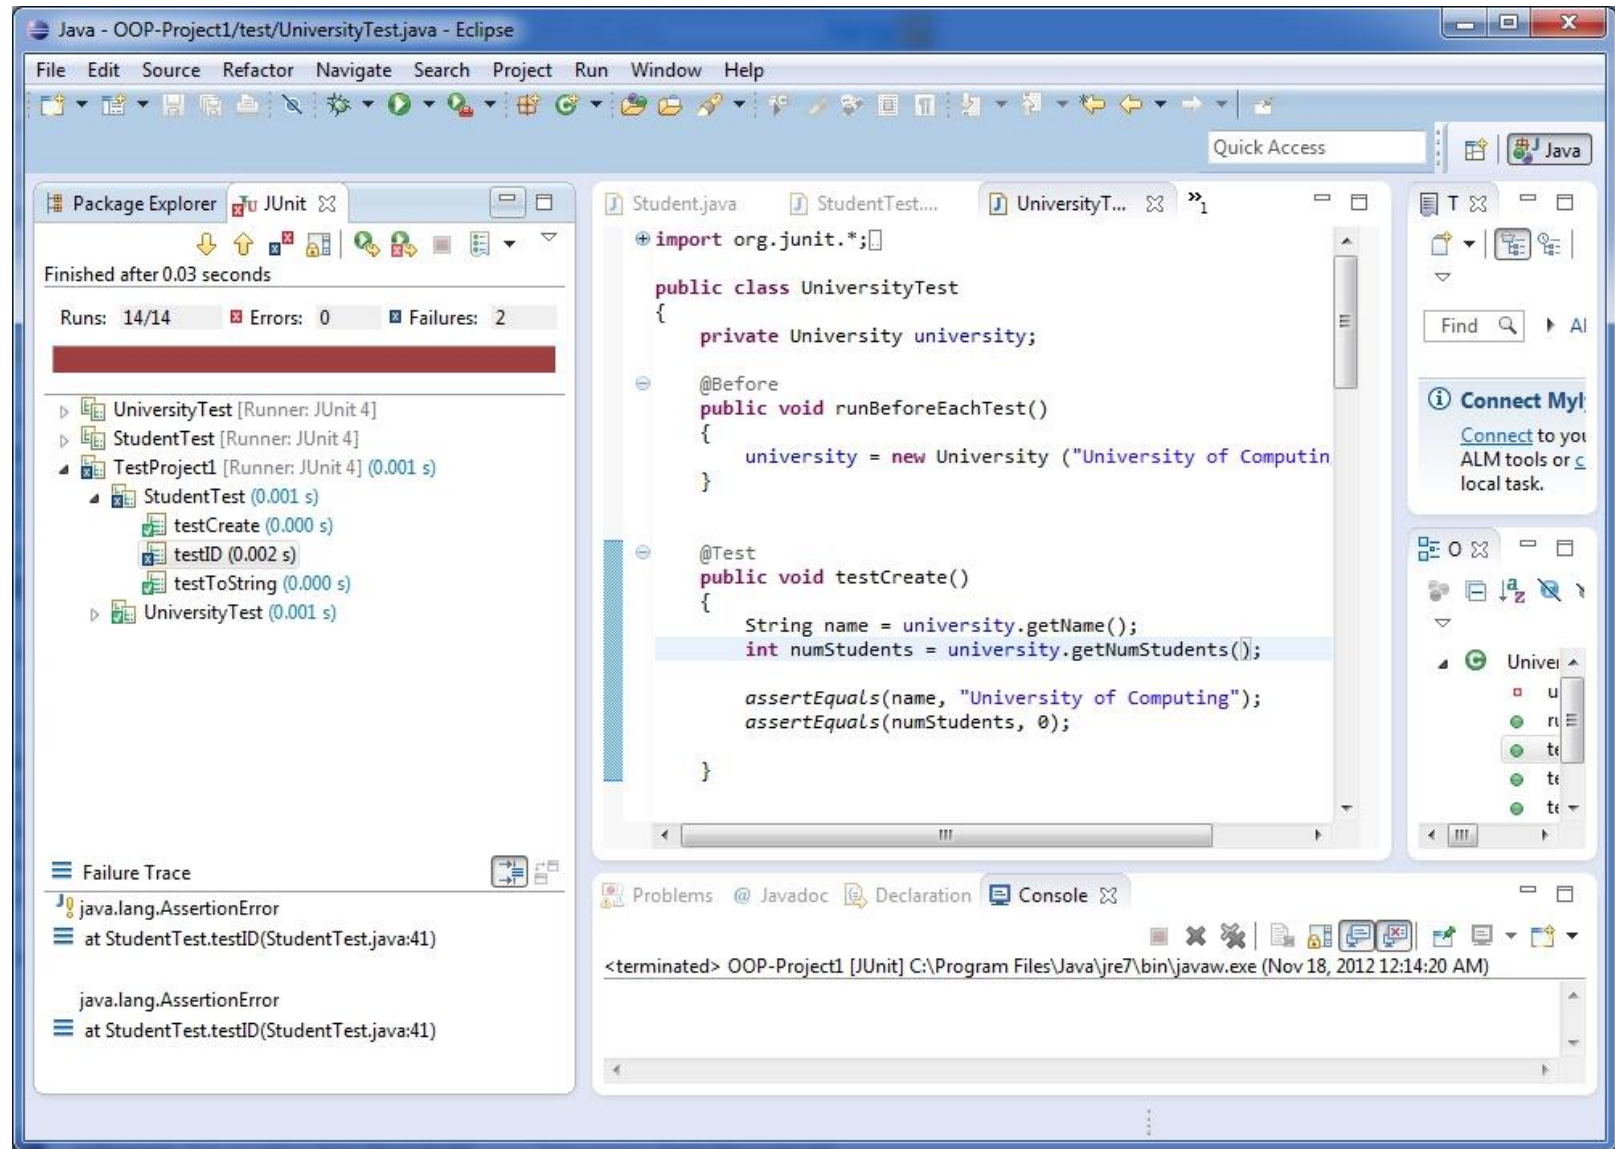 Java - OOP-Project1/test/UniversityTest.java - Eclipse
File Edit Source Refactor Navigate Search Project Run Window Help
Quick Access
Java
Package Explorer JUnit
Finished after 0.03 seconds
Runs: 14/14 Errors: 0 Failures: 2
UniversityTest [Runner: JUnit 4]
StudentTest [Runner: JUnit 4]
TestProject1 [Runner: JUnit 4] (0.001 s)
StudentTest (0.001 s)
testCreate (0.000 s)
testID (0.002 s)
testToString (0.000 s)
UniversityTest (0.001 s)
Failure Trace
java.lang.AssertionError
at StudentTest.testID(StudentTest.java:41)
java.lang.AssertionError
at StudentTest.testID(StudentTest.java:41)
Student.java StudentTest.... UniversityT... »1
import org.junit.*;
public class UniversityTest
{
private University university;
@Before
public void runBeforeEachTest()
{
university = new University ("University of Computin
}
@Test
public void testCreate()
{
String name = university.getName();
int numStudents = university.getNumStudents();
assertEquals(name, "University of Computing");
assertEquals(numStudents, 0);
}
T
Find Al
Connect Myl
Connect to you
ALM tools or c
local task.
O
Univer
u
ru
te
te
te
Problems @ Javadoc Declaration Console
<terminated> OOP-Project1 [JUnit] C:\Program Files\Java\jre7\bin\javaw.exe (Nov 18, 2012 12:14:20 AM)